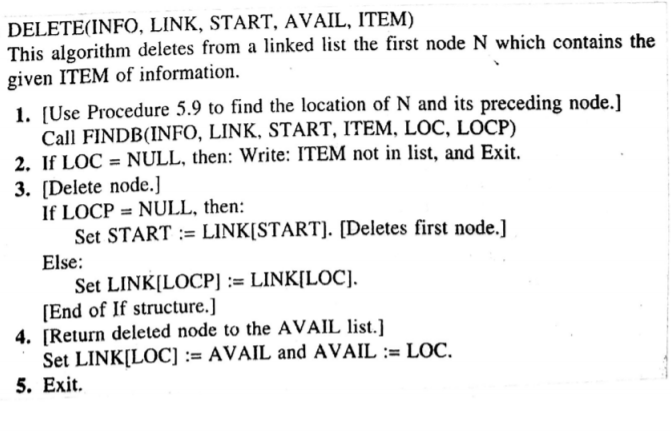 DELETE(INFO, LINK, START, AVAIL, ITEM)
This algorithm deletes from a linked list the first node N which contains the
given ITEM of information.
1. [Use Procedure 5.9 to find the location of N and its preceding node.]
Call FINDB(INFO, LINK, START, ITEM, LOC, LOCP)
2. If LOC = NULL, then: Write: ITEM not in list, and Exit.
3. [Delete node.]
If LOCP = NULL, then:
Set START := LINK[START]. [Deletes first node.]
Else:
Set LINK[LOCP] := LINK[LOC].
[End of If structure.]
4. [Return deleted node to the AVAIL list.]
Set LINK[LOC] := AVAIL and AVAIL := LOC.
5. Exit.